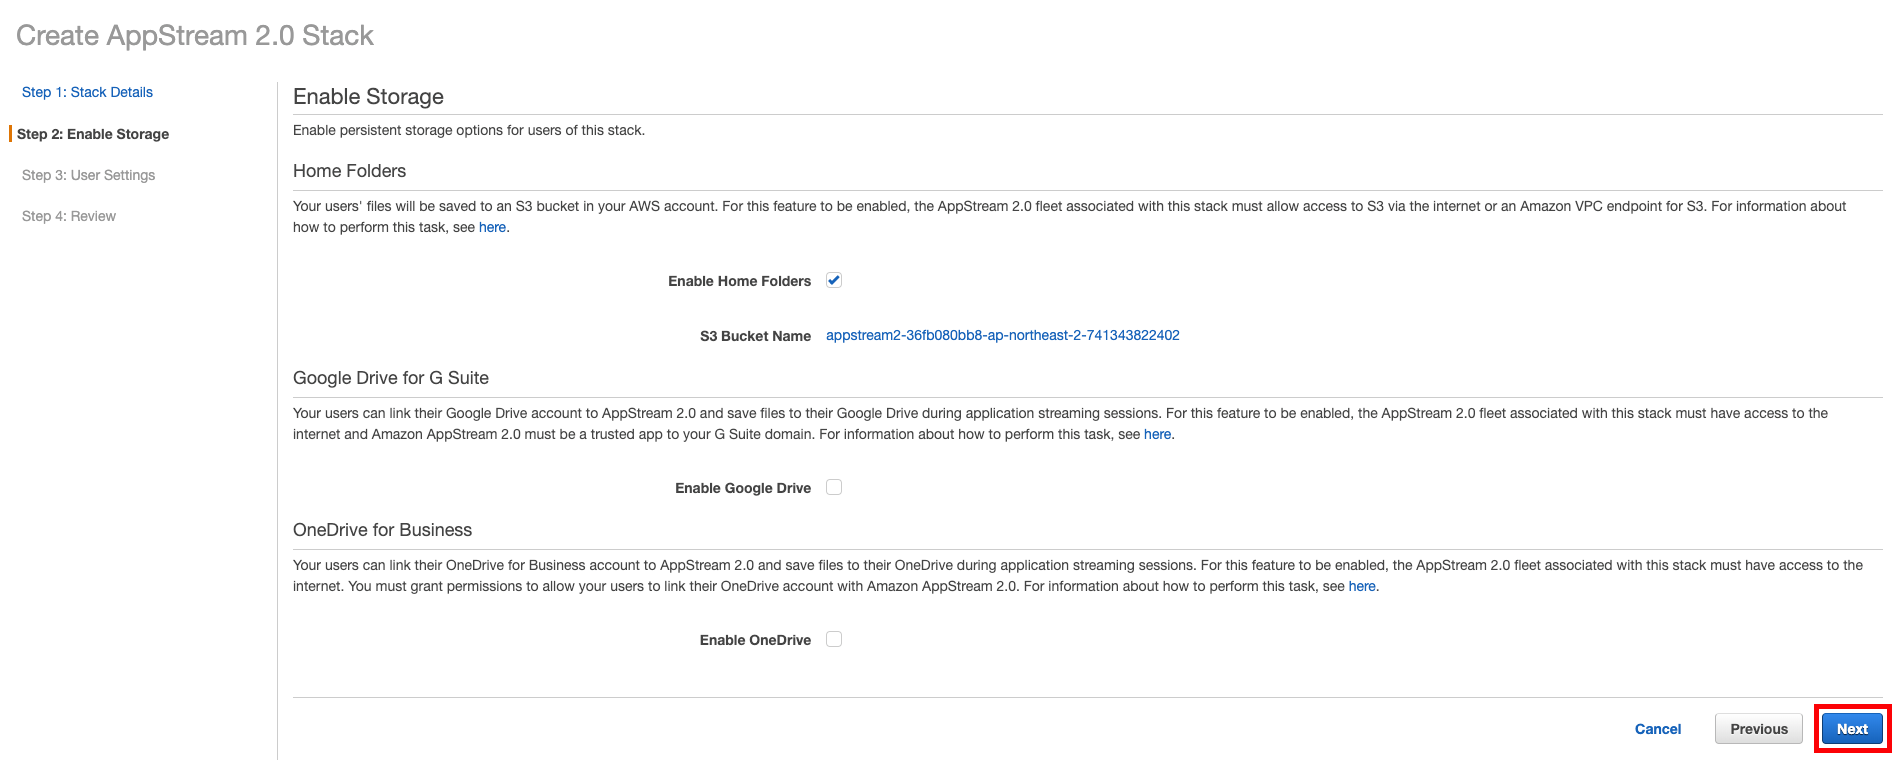 Create AppStream 2.0 Stack
Step 1: Stack Details
Step 2: Enable Storage
Step 3: User Settings
Step 4: Review
Enable Storage
Enable persistent storage options for users of this stack.
Home Folders
Your users' files will be saved to an S3 bucket in your AWS account. For this feature to be enabled, the AppStream 2.0 fleet associated with this stack must allow access to S3 via the internet or an Amazon VPC endpoint for S3. For information about
how to perform this task, see here.
Enable Home Folders
S3 Bucket Name appstream2-36fb080bb8-ap-northeast-2-741343822402
Google Drive for G Suite
Your users can link their Google Drive account to AppStream 2.0 and save files to their Google Drive during application streaming sessions. For this feature to be enabled, the AppStream 2.0 fleet associated with this stack must have access to the
internet and Amazon AppStream 2.0 must be a trusted app to your G Suite domain. For information about how to perform this task, see here.
Enable Google Drive
OneDrive for Business
Your users can link their OneDrive for Business account to AppStream 2.0 and save files to their OneDrive during application streaming sessions. For this feature to be enabled, the AppStream 2.0 fleet associated with this stack must have access to the
internet. You must grant permissions to allow your users to link their OneDrive account with Amazon AppStream 2.0. For information about how to perform this task, see here.
Enable OneDrive
Cancel Previous Next